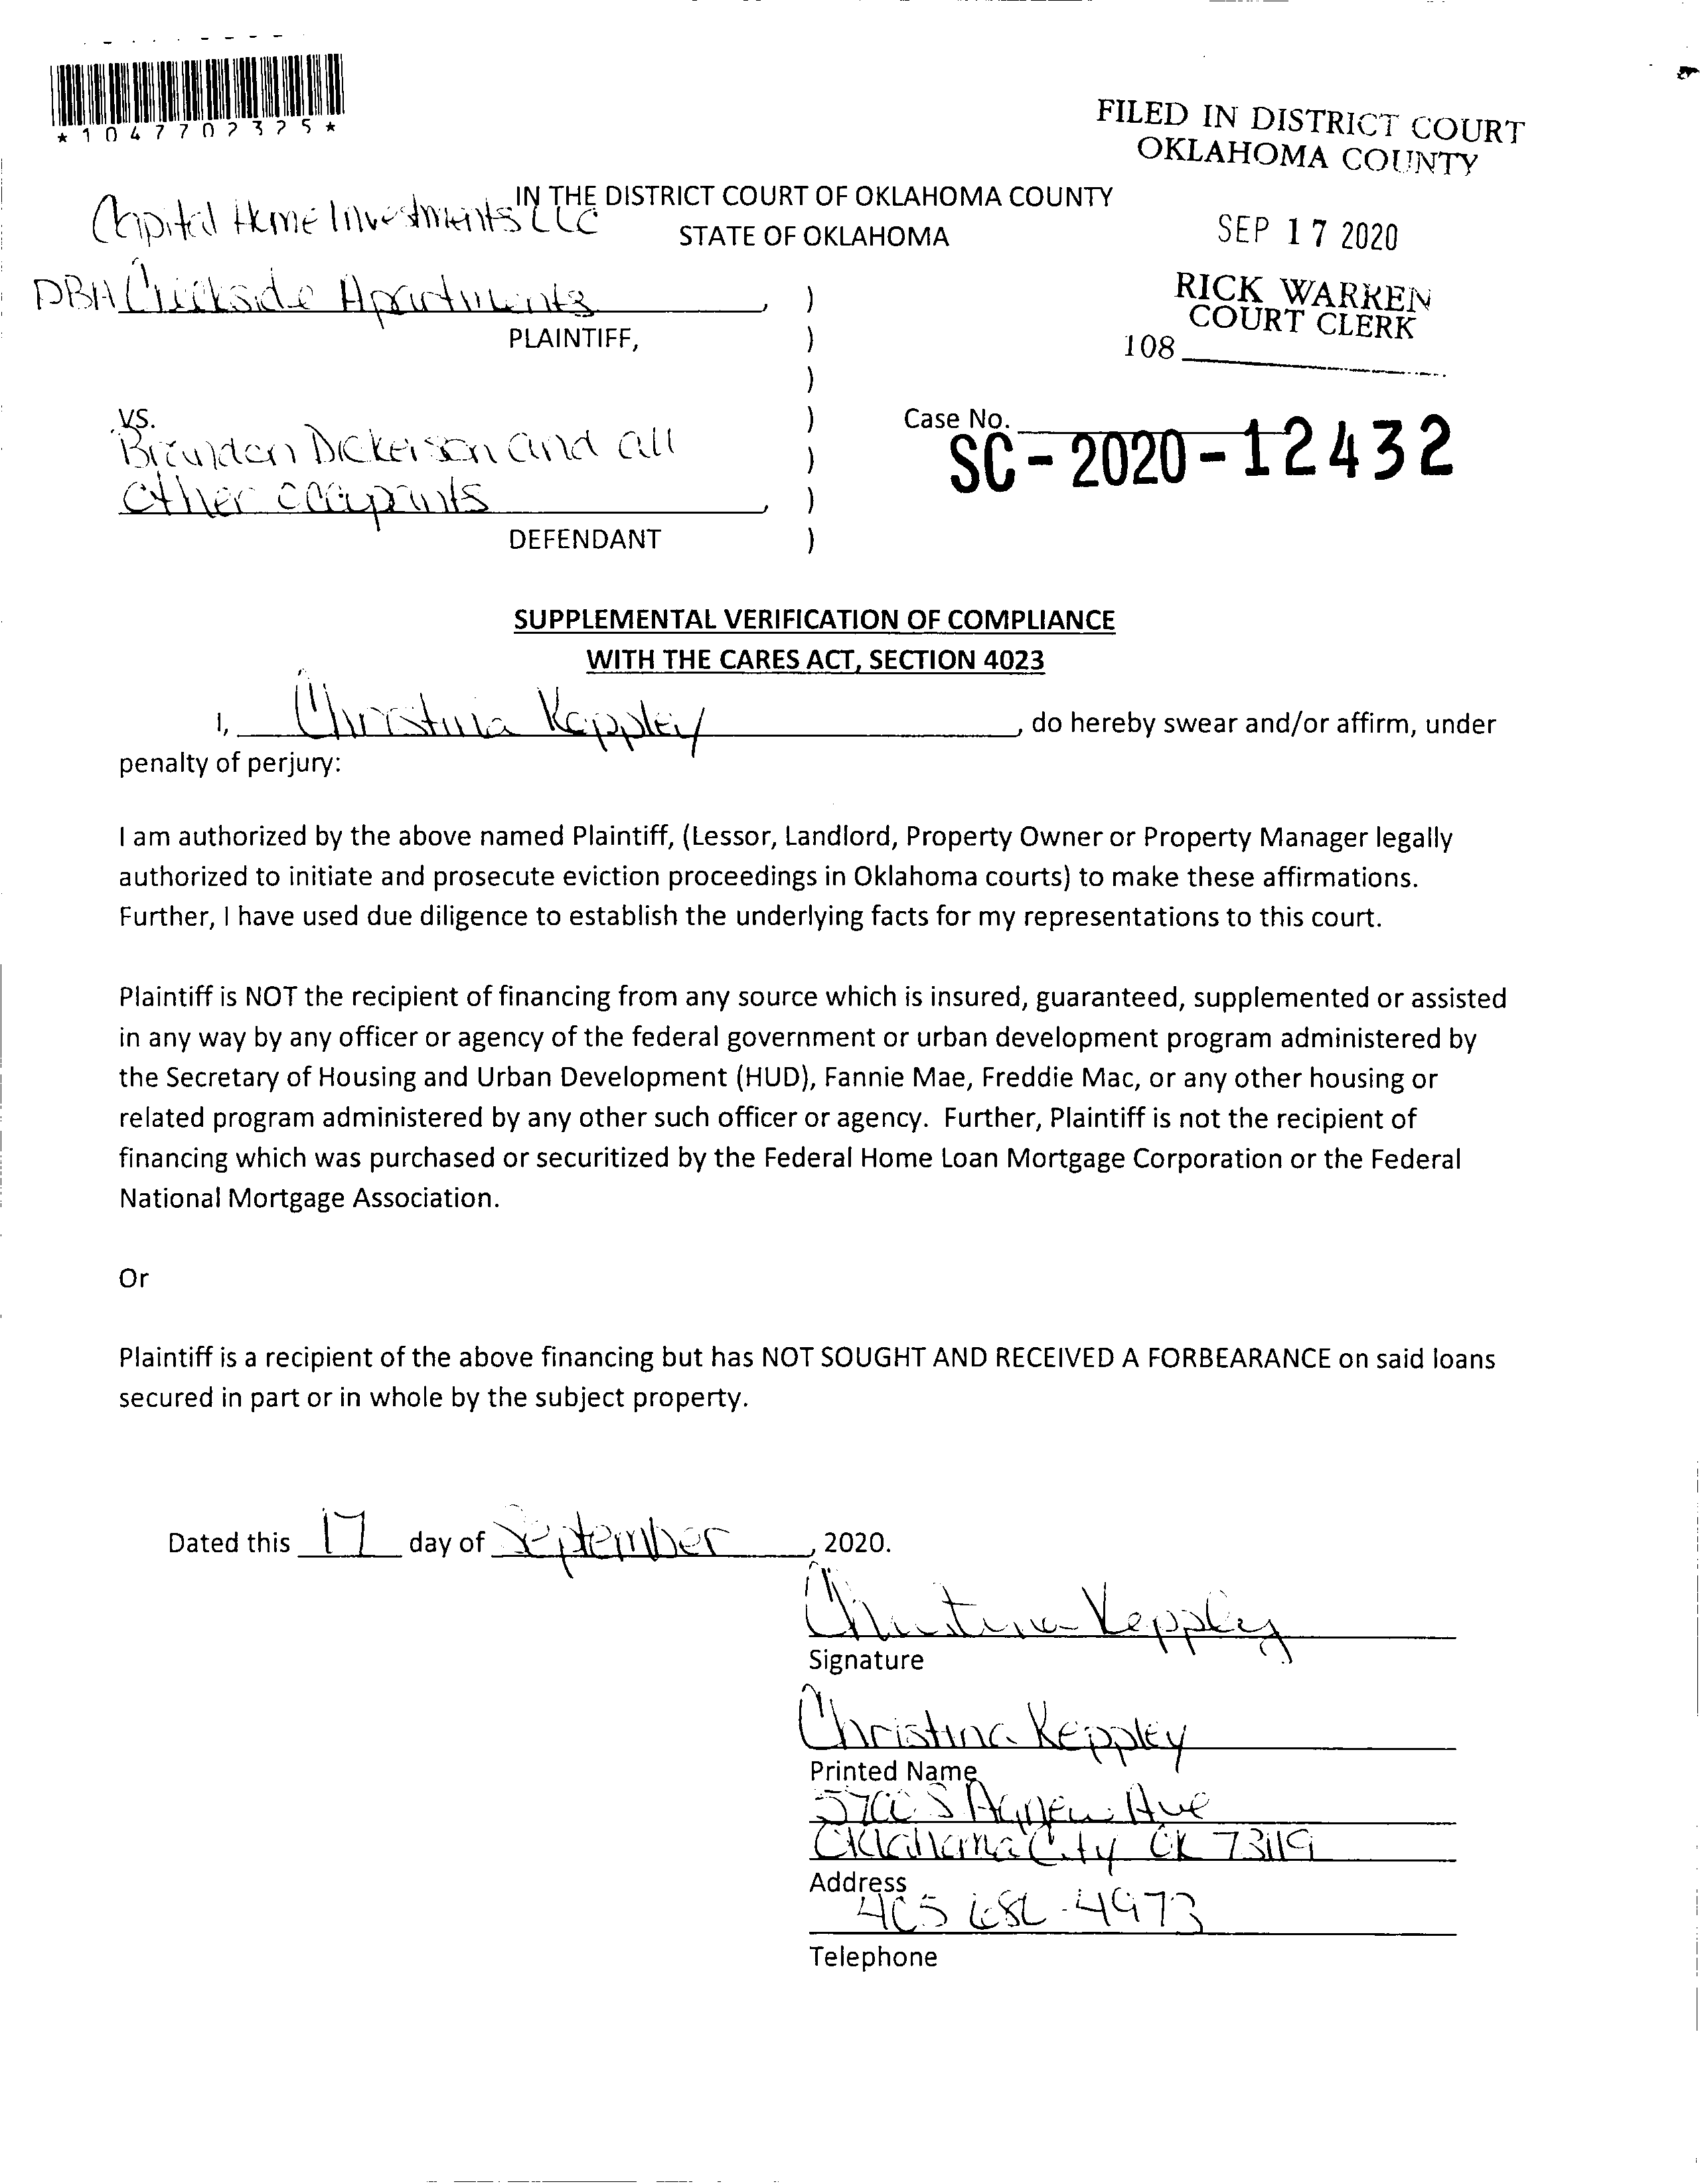 *1047702325*
FILED IN DISTRICT COURT
OKLAHOMA COUNTY
IN THE DISTRICT COURT OF OKLAHOMA COUNTY
Capital Home Investments LLC
STATE OF OKLAHOMA
SEP 17 2020
DBA Creekside Apartments, )
RICK WARREN
COURT CLERK
PLAINTIFF, )
108
)
VS. )
Case No.
SC-2020-12432
Brandon Dickerson and all )
other occupants, )
DEFENDANT )
SUPPLEMENTAL VERIFICATION OF COMPLIANCE
WITH THE CARES ACT, SECTION 4023
I, Christina Keppley, do hereby swear and/or affirm, under
penalty of perjury:
I am authorized by the above named Plaintiff, (Lessor, Landlord, Property Owner or Property Manager legally
authorized to initiate and prosecute eviction proceedings in Oklahoma courts) to make these affirmations.
Further, I have used due diligence to establish the underlying facts for my representations to this court.
Plaintiff is NOT the recipient of financing from any source which is insured, guaranteed, supplemented or assisted
in any way by any officer or agency of the federal government or urban development program administered by
the Secretary of Housing and Urban Development (HUD), Fannie Mae, Freddie Mac, or any other housing or
related program administered by any other such officer or agency. Further, Plaintiff is not the recipient of
financing which was purchased or securitized by the Federal Home Loan Mortgage Corporation or the Federal
National Mortgage Association.
Or
Plaintiff is a recipient of the above financing but has NOT SOUGHT AND RECEIVED A FORBEARANCE on said loans
secured in part or in whole by the subject property.
Dated this 17 day of September, 2020.
Christina Keppley
Signature
Christina Keppley
Printed Name
5700 S Agnew Ave
Oklahoma City OK 73119
Address
405 -4973
Telephone